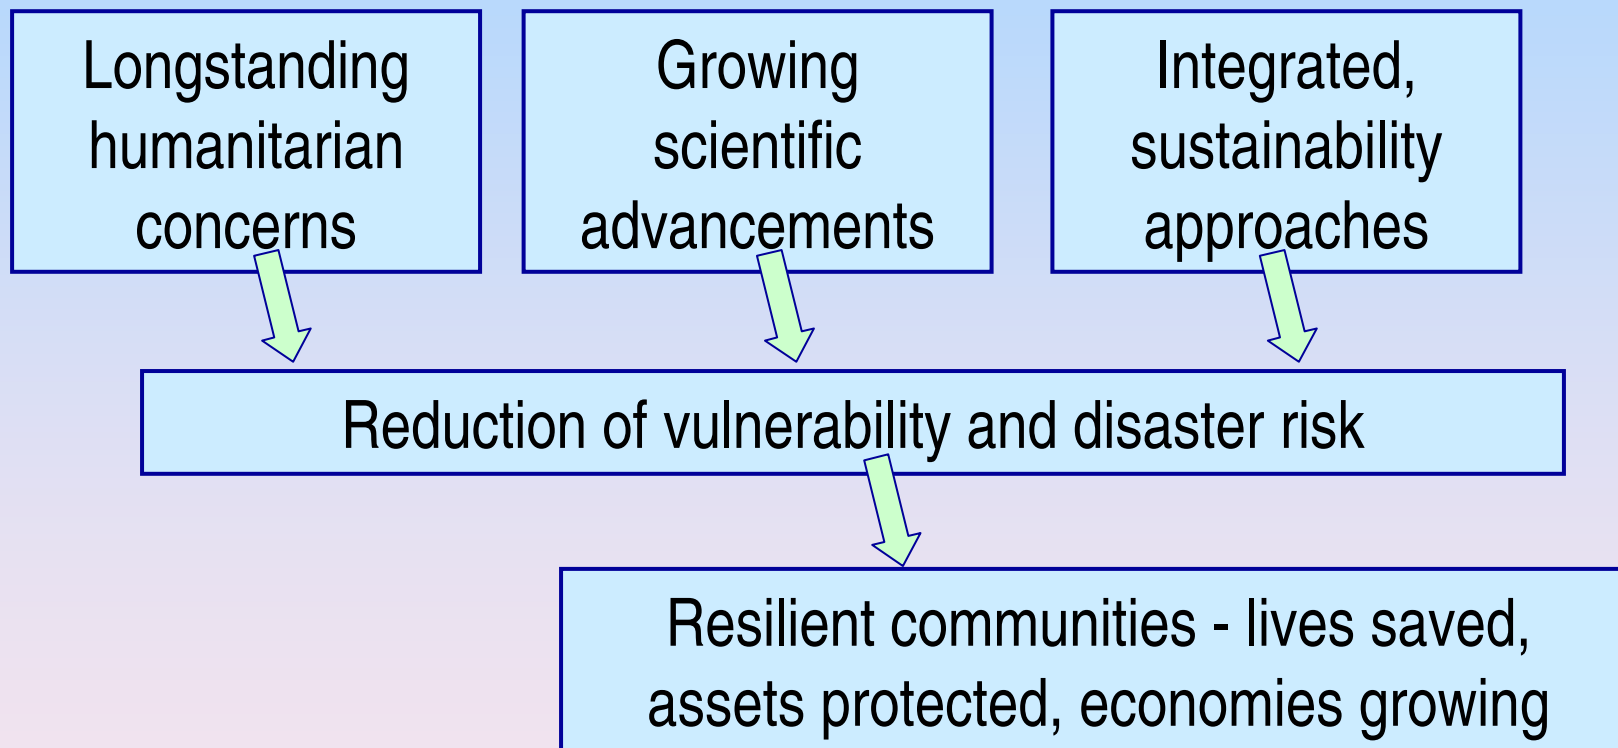 Longstanding
humanitarian
concerns
Growing
scientific
advancements
Integrated,
sustainability
approaches
Reduction of vulnerability and disaster risk
Resilient communities - lives saved,
assets protected, economies growing